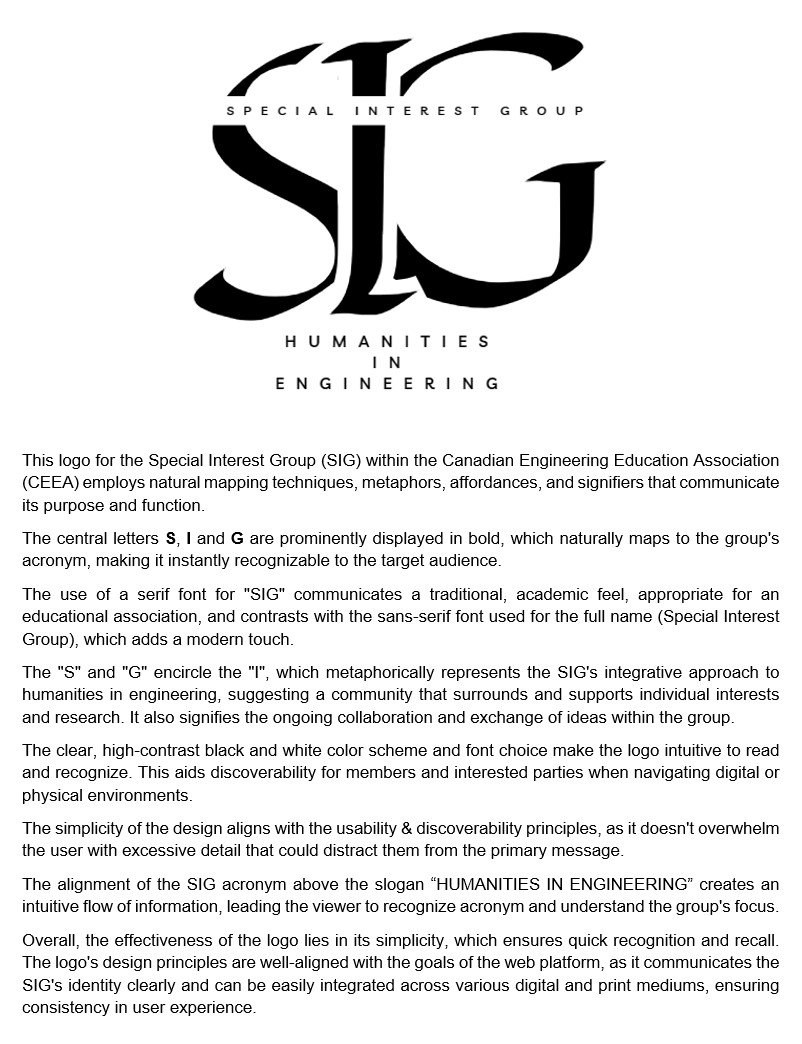 SIG
SPECIAL INTEREST GROUP
HUMANITIES
IN
ENGINEERING
This logo for the Special Interest Group (SIG) within the Canadian Engineering Education Association
(CEEA) employs natural mapping techniques, metaphors, affordances, and signifiers that communicate
its purpose and function.
The central letters S, I and G are prominently displayed in bold, which naturally maps to the group's
acronym, making it instantly recognizable to the target audience.
The use of a serif font for "SIG" communicates a traditional, academic feel, appropriate for an
educational association, and contrasts with the sans-serif font used for the full name (Special Interest
Group), which adds a modern touch.
The "S" and "G" encircle the "I", which metaphorically represents the SIG's integrative approach to
humanities in engineering, suggesting a community that surrounds and supports individual interests
and research. It also signifies the ongoing collaboration and exchange of ideas within the group.
The clear, high-contrast black and white color scheme and font choice make the logo intuitive to read
and recognize. This aids discoverability for members and interested parties when navigating digital or
physical environments.
The simplicity of the design aligns with the usability & discoverability principles, as it doesn't overwhelm
the user with excessive detail that could distract them from the primary message.
The alignment of the SIG acronym above the slogan “HUMANITIES IN ENGINEERING” creates an
intuitive flow of information, leading the viewer to recognize acronym and understand the group's focus.
Overall, the effectiveness of the logo lies in its simplicity, which ensures quick recognition and recall.
The logo's design principles are well-aligned with the goals of the web platform, as it communicates the
SIG's identity clearly and can be easily integrated across various digital and print mediums, ensuring
consistency in user experience.